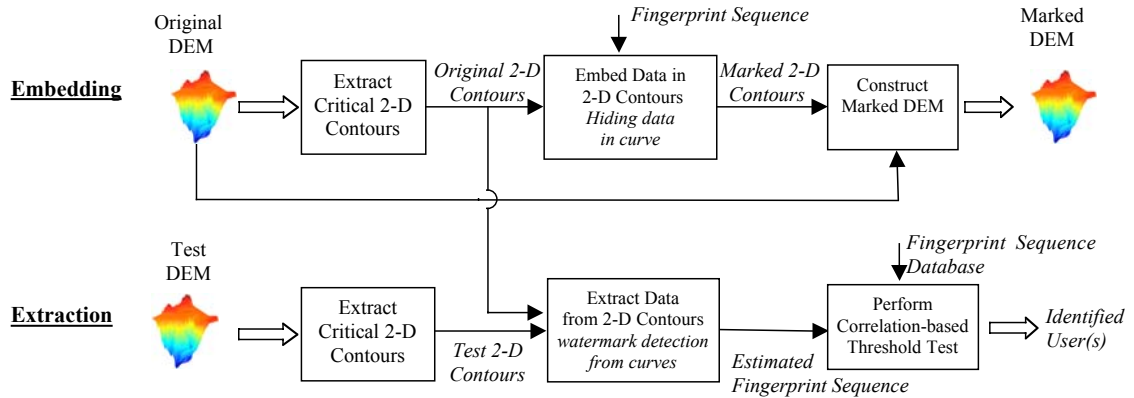 Original
DEM
Embedding
Extract
Critical 2-D
Contours
Original 2-D
Contours
Fingerprint Sequence
Embed Data in
2-D Contours
Hiding data
in curve
Marked 2-D
Contours
Construct
Marked DEM
Marked
DEM
Test
DEM
Extraction
Extract
Critical 2-D
Contours
Test 2-D
Contours
Extract Data
from 2-D Contours
watermark detection
from curves
Estimated
Fingerprint Sequence
Fingerprint Sequence
Database
Perform
Correlation-based
Threshold Test
Identified
User(s)